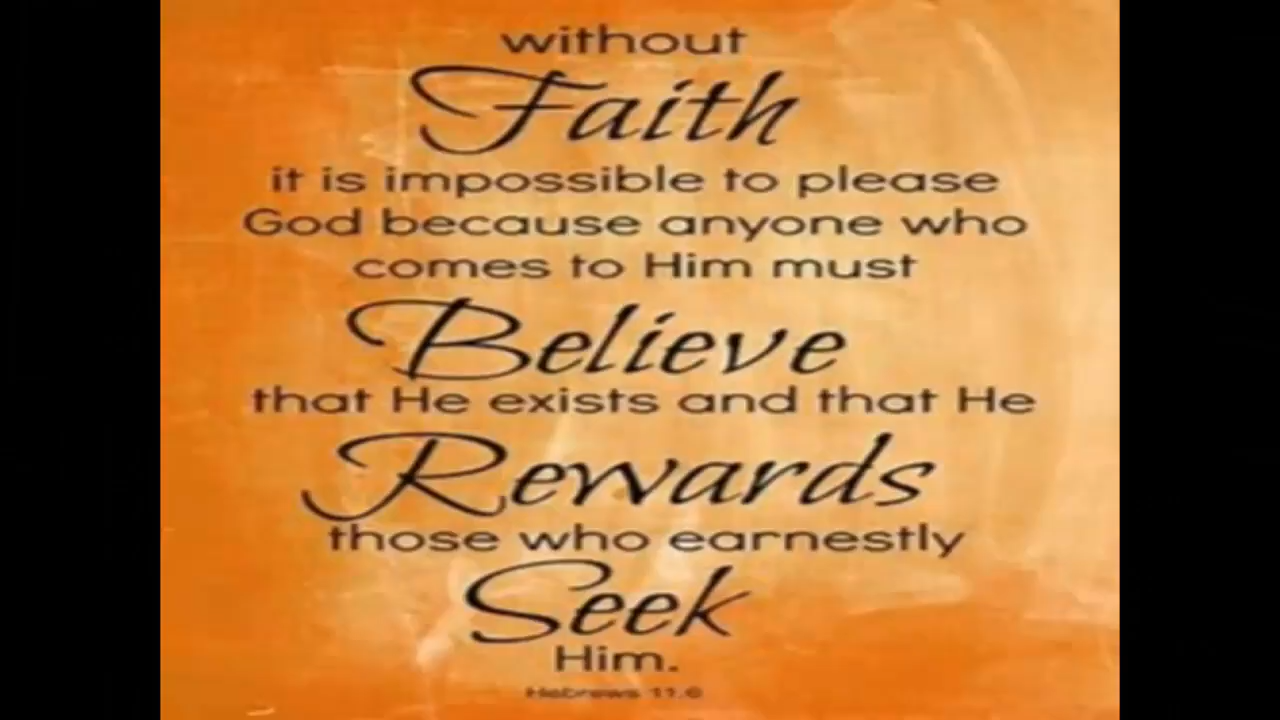 without
Faith
it is impossible to please
God because anyone who
comes to Him must
Believe
that He exists and that He
Rewards
those who earnestly
Seek
Him.
Hebrews 11:6